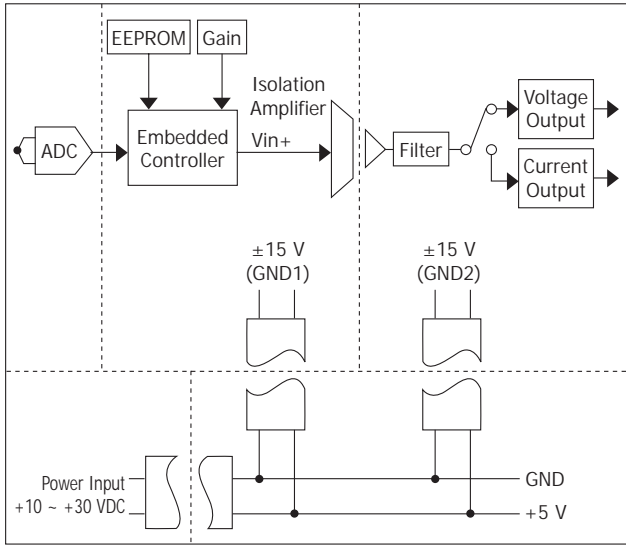 EEPROM
Gain
Isolation
Amplifier
ADC
Embedded
Controller
Vin+
Filter
Voltage
Output
Current
Output
±15 V
(GND1)
±15 V
(GND2)
Power Input
+10 ~ +30 VDC
GND
+5 V